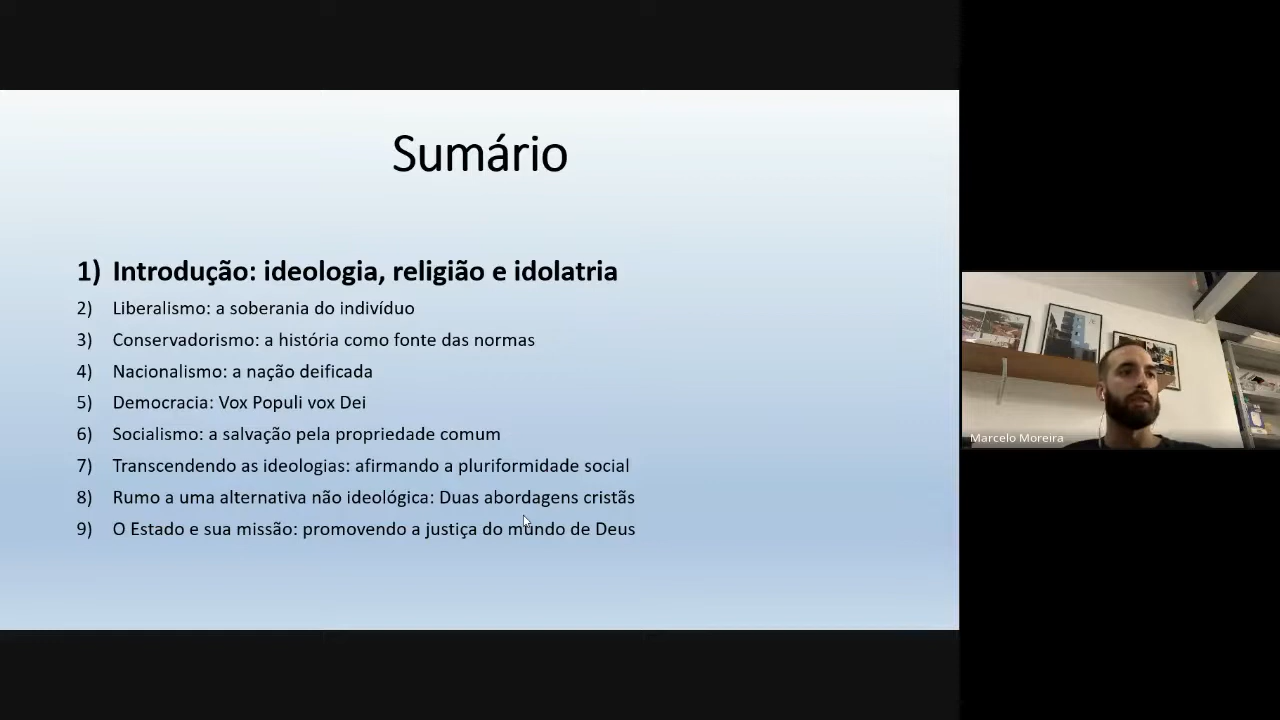 Sumário
1) Introdução: ideologia, religião e idolatria
2) Liberalismo: a soberania do indivíduo
3) Conservadorismo: a história como fonte das normas
4) Nacionalismo: a nação deificada
5) Democracia: Vox Populi vox Dei
6) Socialismo: a salvação pela propriedade comum
7) Transcendendo as ideologias: afirmando a pluriformidade social
8) Rumo a uma alternativa não ideológica: Duas abordagens cristãs
9) O Estado e sua missão: promovendo a justiça do mundo de Deus
Marcelo Moreira